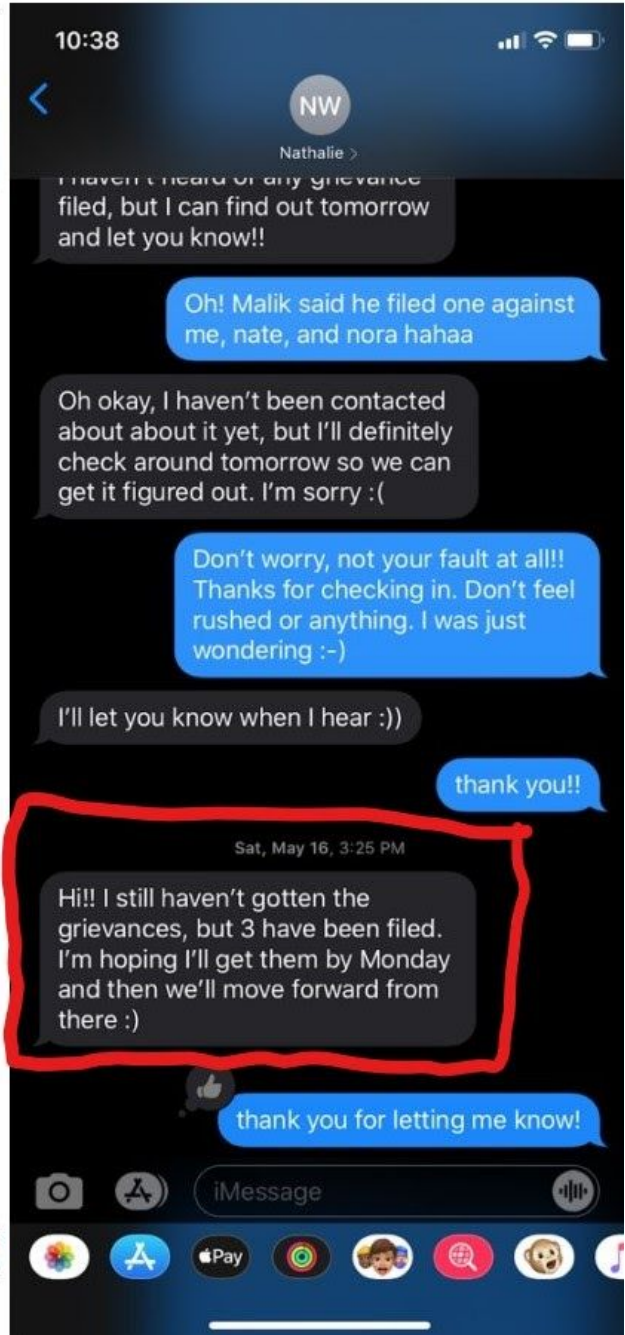 10:38
NW
Nathalie >
I haven't heard of any grievance
filed, but I can find out tomorrow
and let you know!!
Oh! Malik said he filed one against
me, nate, and nora hahaa
Oh okay, I haven't been contacted
about about it yet, but I'll definitely
check around tomorrow so we can
get it figured out. I'm sorry :(
Don't worry, not your fault at all!!
Thanks for checking in. Don't feel
rushed or anything. I was just
wondering :-)
I'll let you know when I hear :))
thank you!!
Sat, May 16, 3:25 PM
Hi!! I still haven't gotten the
grievances, but 3 have been filed.
I'm hoping I'll get them by Monday
and then we'll move forward from
there :)
thank you for letting me know!
iMessage
Pay